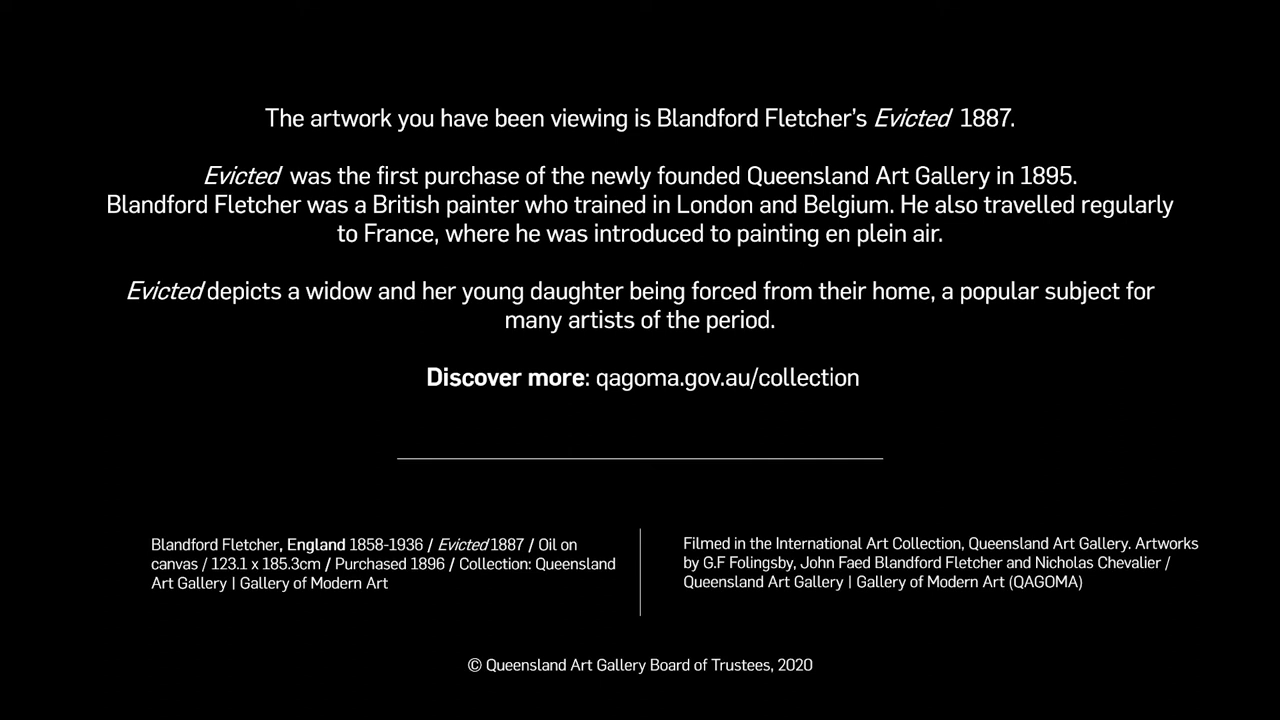 The artwork you have been viewing is Blandford Fletcher's Evicted 1887.
Evicted was the first purchase of the newly founded Queensland Art Gallery in 1895.
Blandford Fletcher was a British painter who trained in London and Belgium. He also travelled regularly
to France, where he was introduced to painting en plein air.
Evicted depicts a widow and her young daughter being forced from their home, a popular subject for
many artists of the period.
Discover more: qagoma.gov.au/collection
Blandford Fletcher, England 1858-1936 / Evicted 1887 / Oil on
canvas / 123.1 x 185.3cm / Purchased 1896 / Collection: Queensland
Art Gallery | Gallery of Modern Art
Filmed in the International Art Collection, Queensland Art Gallery. Artworks
by G.F Folingsby, John Faed Blandford Fletcher and Nicholas Chevalier /
Queensland Art Gallery | Gallery of Modern Art (QAGOMA)
© Queensland Art Gallery Board of Trustees, 2020